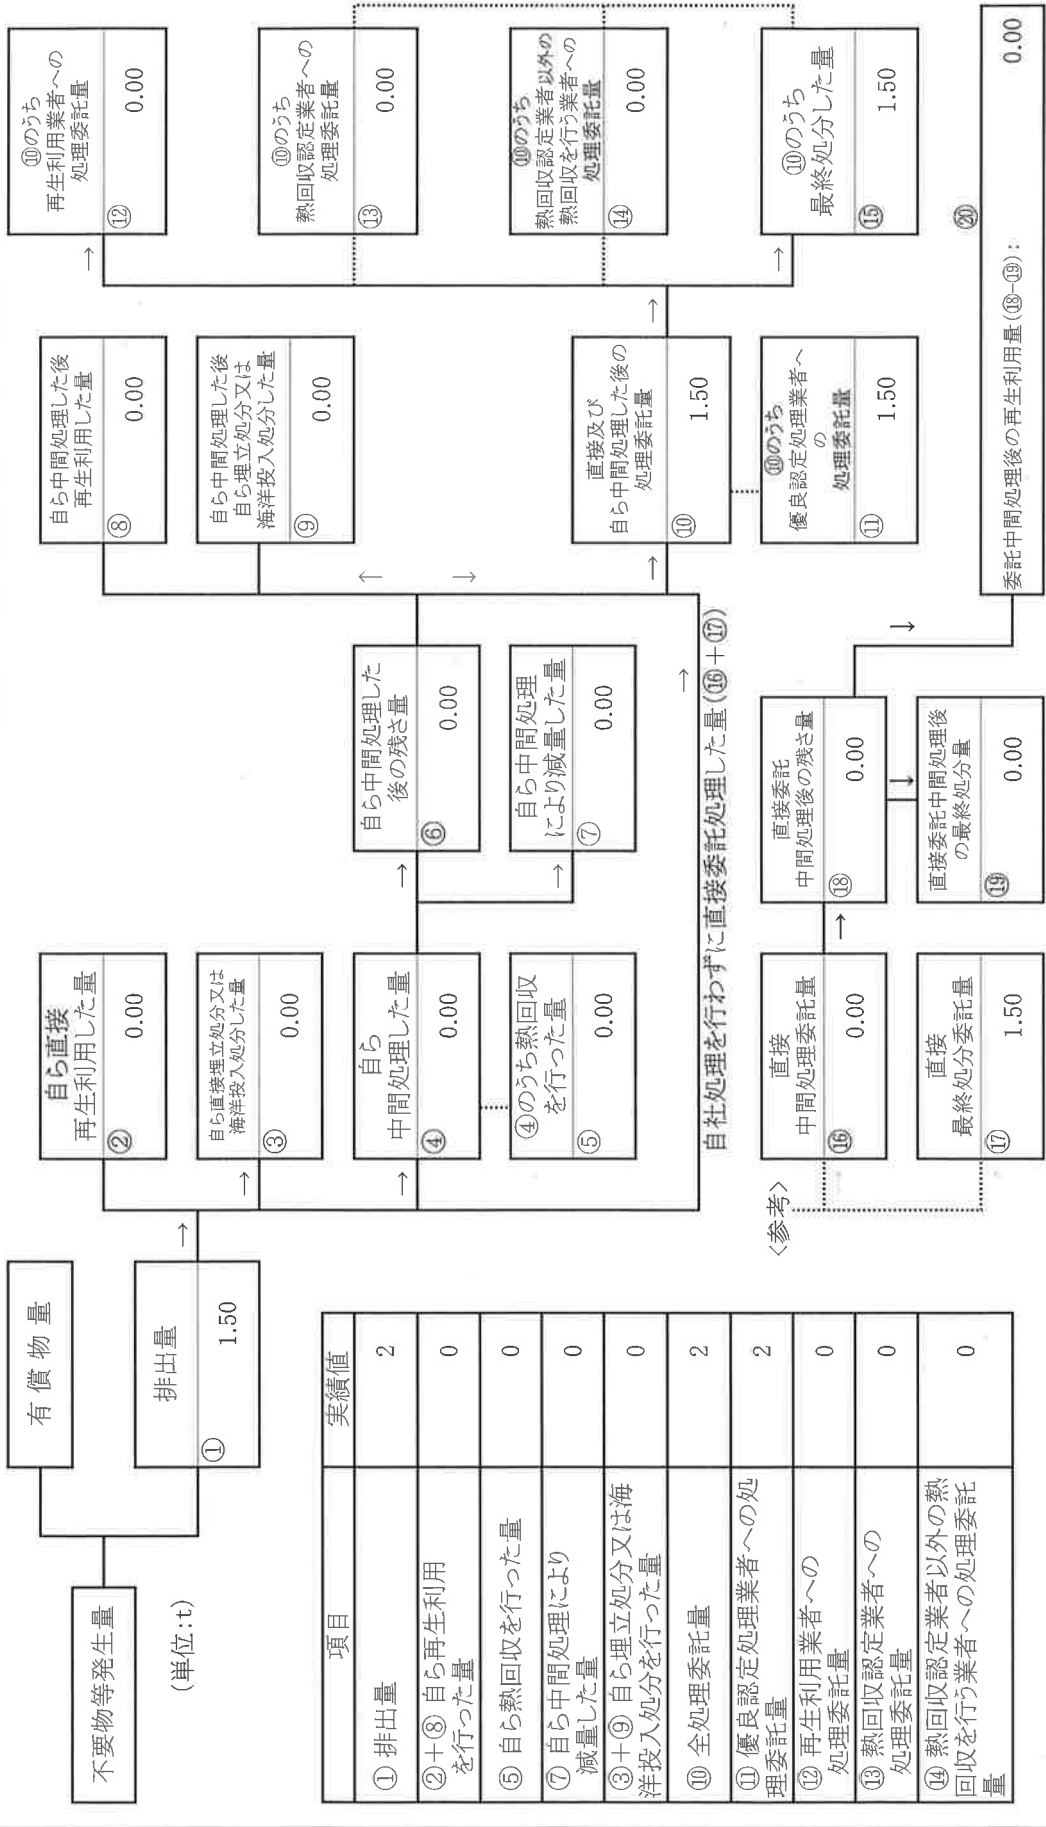 不要物等発生量
有償物量
排出量
① 1.50
(単位:t)
自ら直接
再生利用した量
② 0.00
自ら直接埋立処分又は
海洋投入処分した量
③ 0.00
自ら
中間処理した量
④ 0.00
④のうち熱回収
を行った量
⑤ 0.00
自ら中間処理した
後の残さ量
⑥ 0.00
自ら中間処理
により減量した量
⑦ 0.00
自ら中間処理した後
再生利用した量
⑧ 0.00
自ら中間処理した後
自ら埋立処分又は
海洋投入処分した量
⑨ 0.00
直接及び
自ら中間処理した後の
処理委託量
⑩ 1.50
⑩のうち
優良認定処理業者へ
の
処理委託量
⑪ 1.50
⑩のうち
再生利用業者への
処理委託量
⑫ 0.00
⑩のうち
熱回収認定業者への
処理委託量
⑬ 0.00
⑩のうち
熱回収認定業者以外の
熱回収を行う業者への
処理委託量
⑭ 0.00
⑩のうち
最終処分した量
⑮ 1.50
自社処理を行わずに直接委託処理した量(⑯+⑰)
<参考>
直接
中間処理委託量
⑯ 0.00
直接
最終処分委託量
⑰ 1.50
直接委託
中間処理後の残さ量
⑱ 0.00
直接委託中間処理後
の最終処分量
⑲ 0.00
⑳
委託中間処理後の再生利用量(⑱-⑲): 0.00
項目 実績値
① 排出量 2
②+⑧ 自ら再生利用
を行った量 0
⑤ 自ら熱回収を行った量 0
⑦ 自ら中間処理により
減量した量 0
③+⑨ 自ら埋立処分又は海
洋投入処分を行った量 0
⑩ 全処理委託量 2
⑪ 優良認定処理業者への処
理委託量 2
⑫ 再生利用業者への
処理委託量 0
⑬ 熱回収認定業者への
処理委託量 0
⑭ 熱回収認定業者以外の熱
回収を行う業者への処理委託
量 0